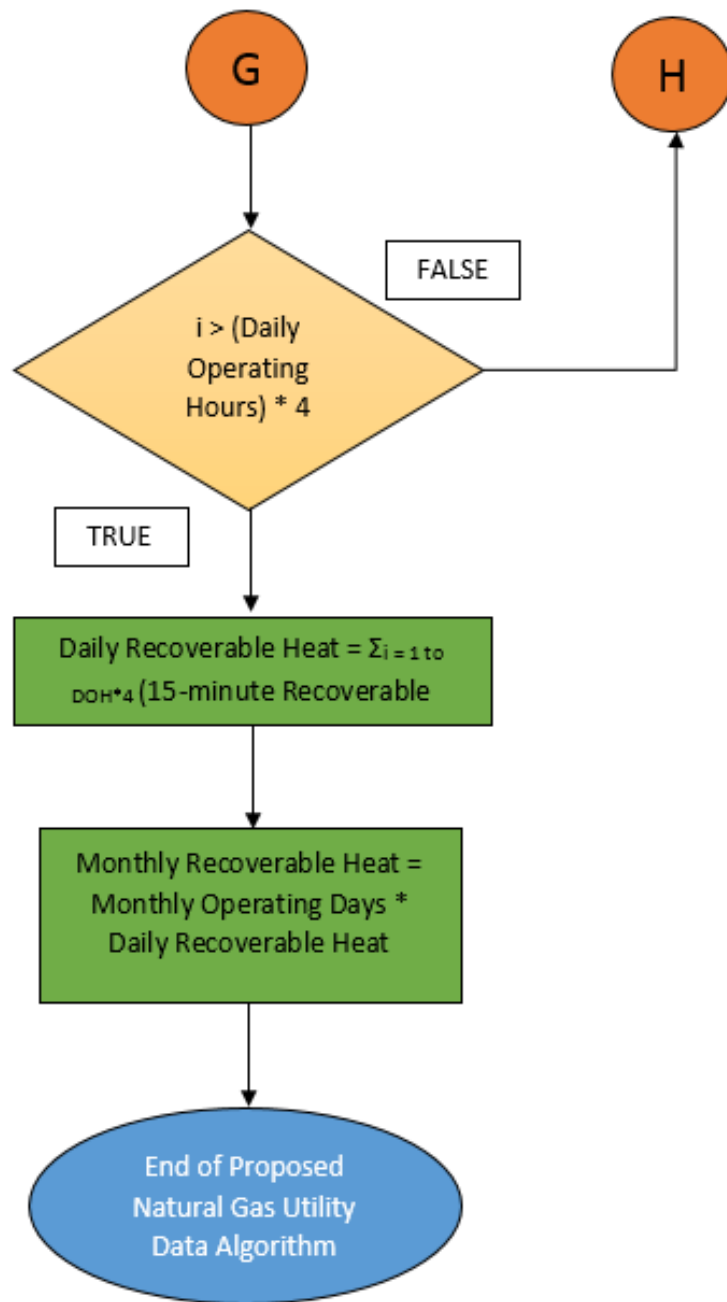 G
H
FALSE
i > (Daily
Operating
Hours) * 4
TRUE
Daily Recoverable Heat = Σi = 1 to
DOH*4 (15-minute Recoverable
Monthly Recoverable Heat =
Monthly Operating Days *
Daily Recoverable Heat
End of Proposed
Natural Gas Utility
Data Algorithm